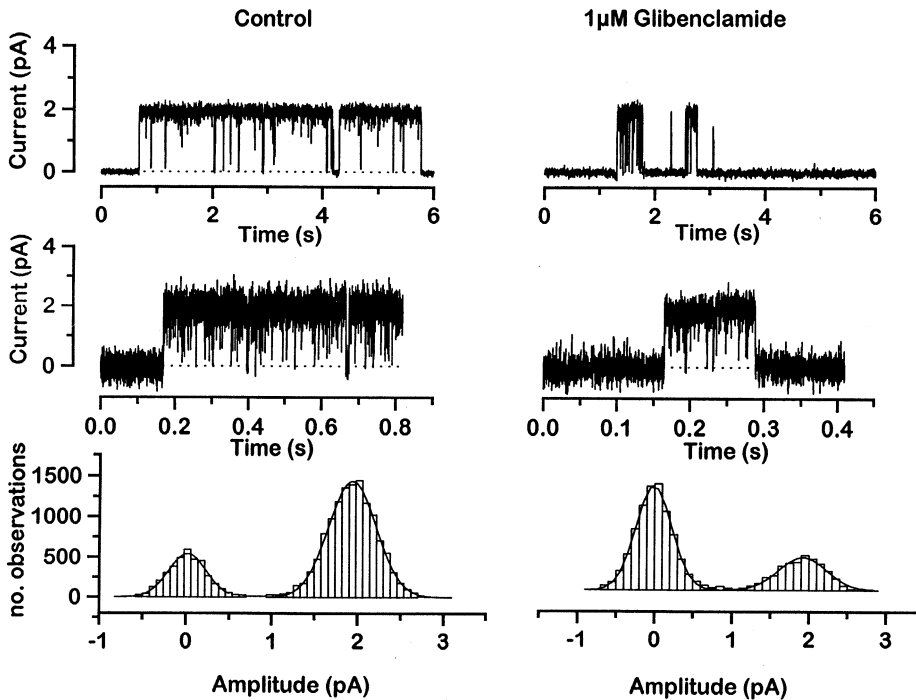 Control
1µM Glibenclamide
Current (pA)
4
2
0
0 2 4 6
Time (s)
0 2 4 6
Time (s)
Current (pA)
4
2
0
0.0 0.2 0.4 0.6 0.8
Time (s)
0.0 0.1 0.2 0.3 0.4
Time (s)
no. observations
1500
1000
500
0
-1 0 1 2 3
Amplitude (pA)
-1 0 1 2 3
Amplitude (pA)